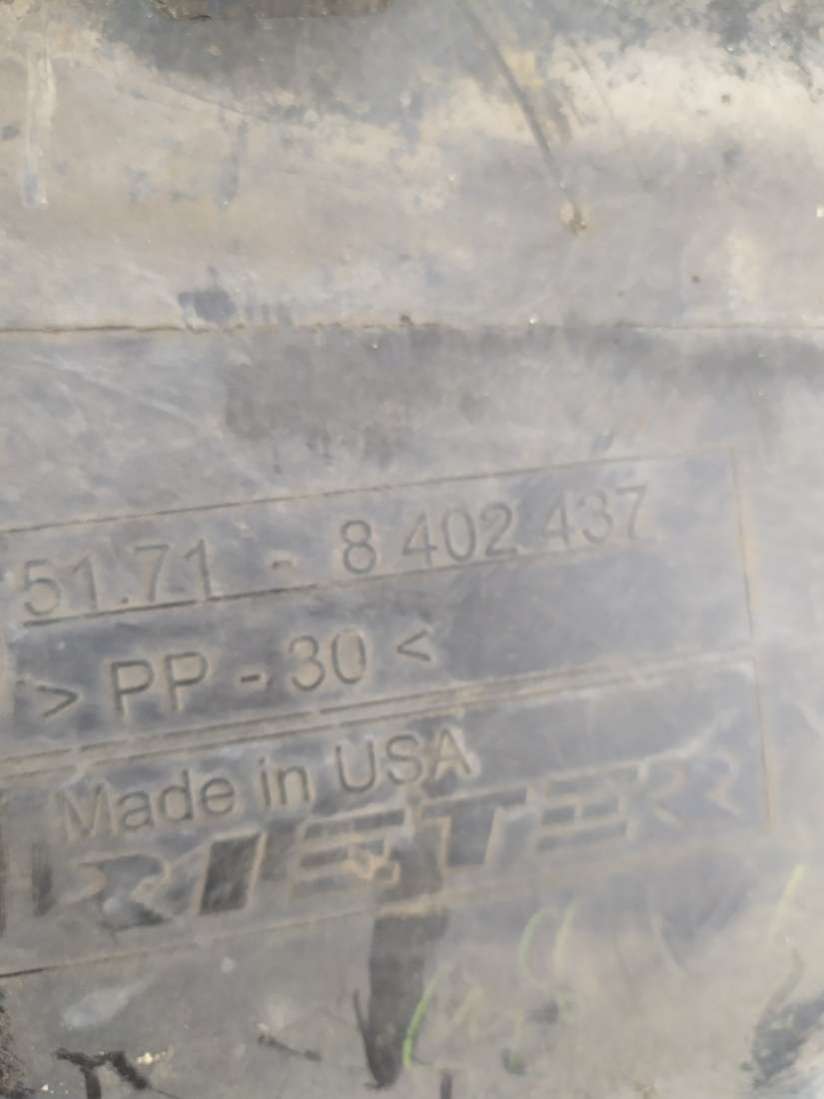 51.71 - 8 402 437
> PP - 30 <
Made in USA
RIETER